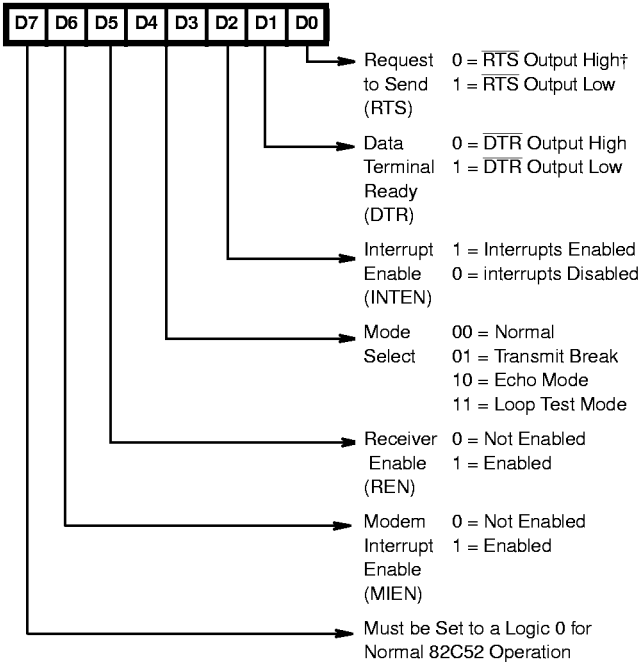 D7 D6 D5 D4 D3 D2 D1 D0
Request 0 = R̅T̅S̅ Output High†
to Send 1 = R̅T̅S̅ Output Low
(RTS)
Data 0 = D̅T̅R̅ Output High
Terminal 1 = D̅T̅R̅ Output Low
Ready
(DTR)
Interrupt 1 = Interrupts Enabled
Enable 0 = interrupts Disabled
(INTEN)
Mode 00 = Normal
Select 01 = Transmit Break
10 = Echo Mode
11 = Loop Test Mode
Receiver 0 = Not Enabled
Enable 1 = Enabled
(REN)
Modem 0 = Not Enabled
Interrupt 1 = Enabled
Enable
(MIEN)
Must be Set to a Logic 0 for
Normal 82C52 Operation